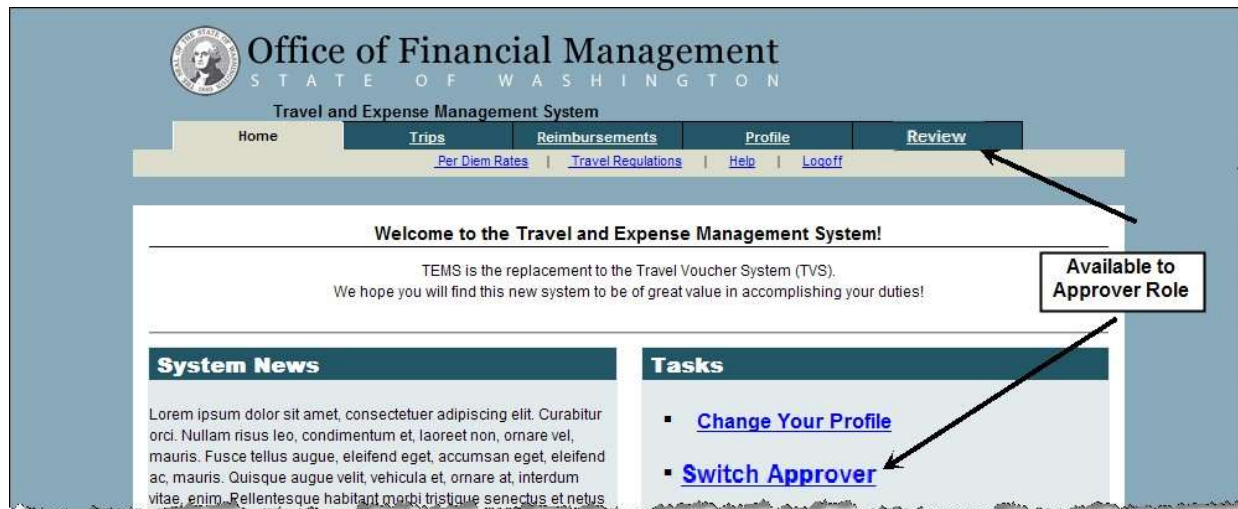 Office of Financial Management
STATE OF WASHINGTON
Travel and Expense Management System
Home Trips Reimbursements Profile Review
Per Diem Rates | Travel Regulations | Help | Logoff
Welcome to the Travel and Expense Management System!
TEMS is the replacement to the Travel Voucher System (TVS).
We hope you will find this new system to be of great value in accomplishing your duties!
Available to
Approver Role
System News
Lorem ipsum dolor sit amet, consectetuer adipiscing elit. Curabitur
orci. Nullam risus leo, condimentum et, laoreet non, ornare vel,
mauris. Fusce tellus augue, eleifend eget, accumsan eget, eleifend
ac, mauris. Quisque augue velit, vehicula et, ornare at, interdum
vitae, enim. Pellentesque habitant morbi tristique senectus et netus
Tasks
▪ Change Your Profile
▪ Switch Approver